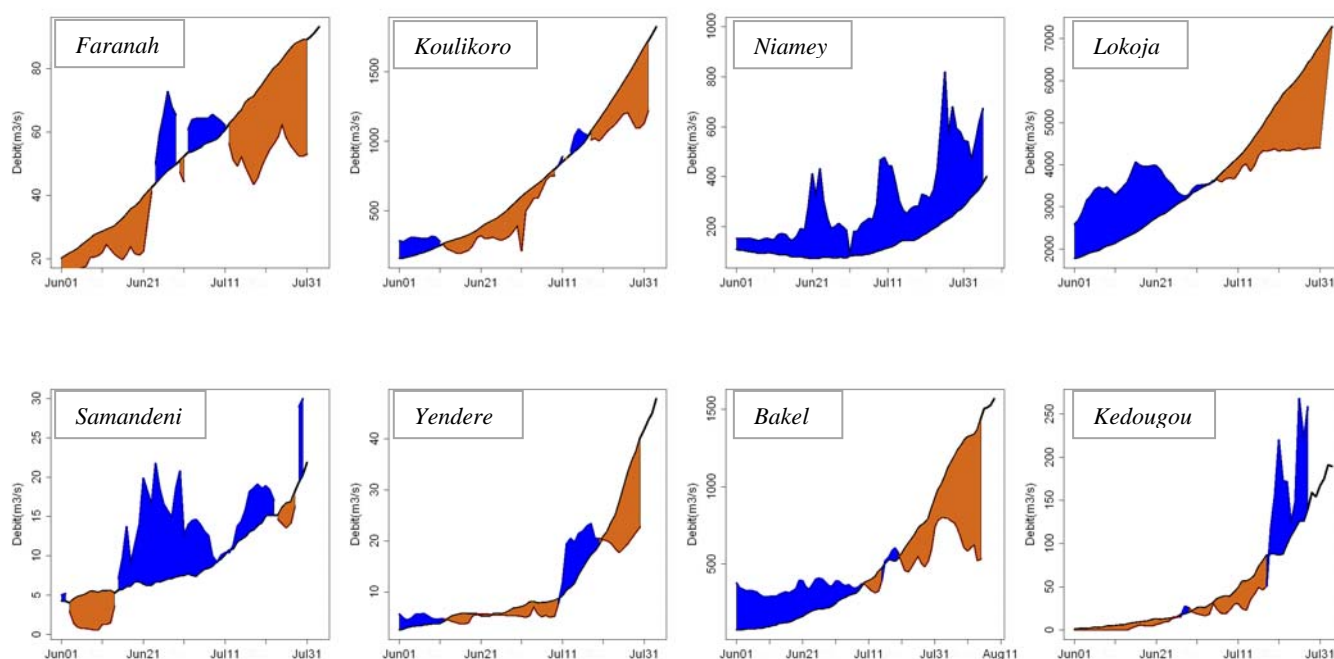 Faranah
Debit(m3/s)
80
60
40
20
Jun01 Jun21 Jul11 Jul31
Koulikoro
Debit(m3/s)
1500
1000
500
Jun01 Jun21 Jul11 Jul31
Niamey
Debit(m3/s)
1000
800
600
400
200
Jun01 Jun21 Jul11 Jul31
Lokoja
Debit(m3/s)
7000
6000
5000
4000
3000
2000
Jun01 Jun21 Jul11 Jul31
Samandeni
Debit(m3/s)
30
25
20
15
10
5
0
Jun01 Jun21 Jul11 Jul31
Yendere
Debit(m3/s)
40
30
20
10
Jun01 Jun21 Jul11 Jul31
Bakel
Debit(m3/s)
1500
1000
500
Jun01 Jun21 Jul11 Jul31 Aug11
Kedougou
Debit(m3/s)
250
200
150
100
50
0
Jun01 Jun21 Jul11 Jul31